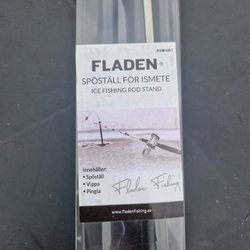 FLADEN®
SPÖSTÄLL FÖR ISMETE
ICE FISHING ROD STAND
Innehåller:
• Spöställ
• Vippa
• Pingla
Fladen Fishing
www.fladenfishing.se